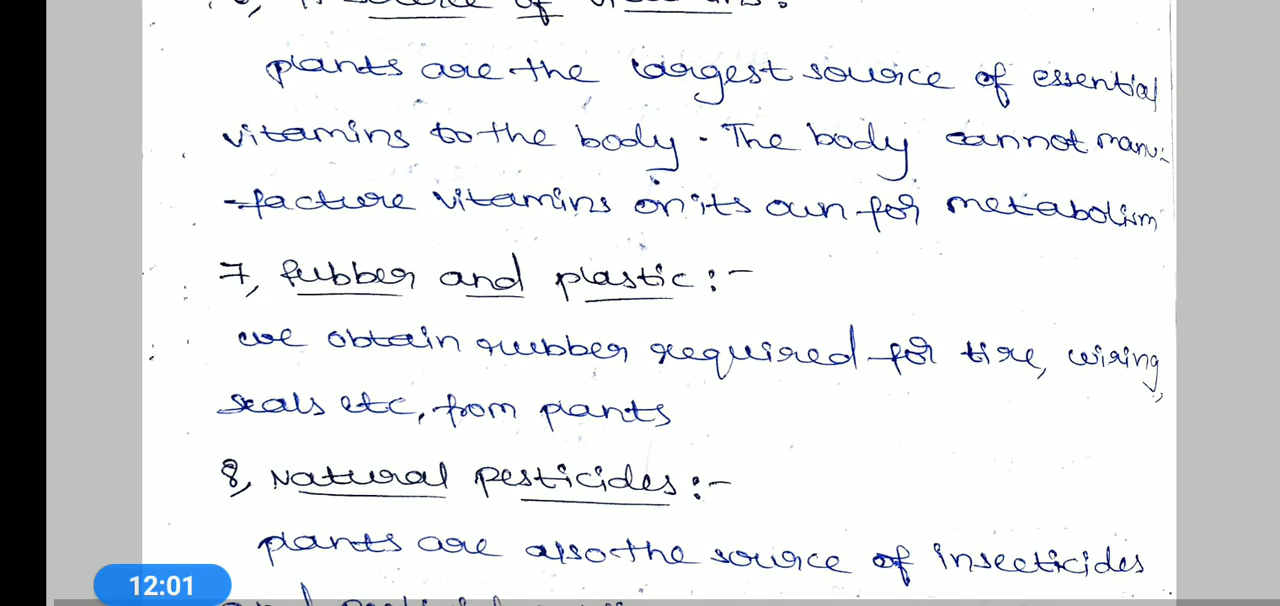 source of
plants are the largest source of essential
vitamins to the body. The body cannot manu-
-facture vitamins on its own for metabolism
7, Rubber and plastic:-
we obtain rubber required for tire, wiring,
seals etc, from plants
8, Natural pesticides:-
plants are also the source of insecticides
12:01